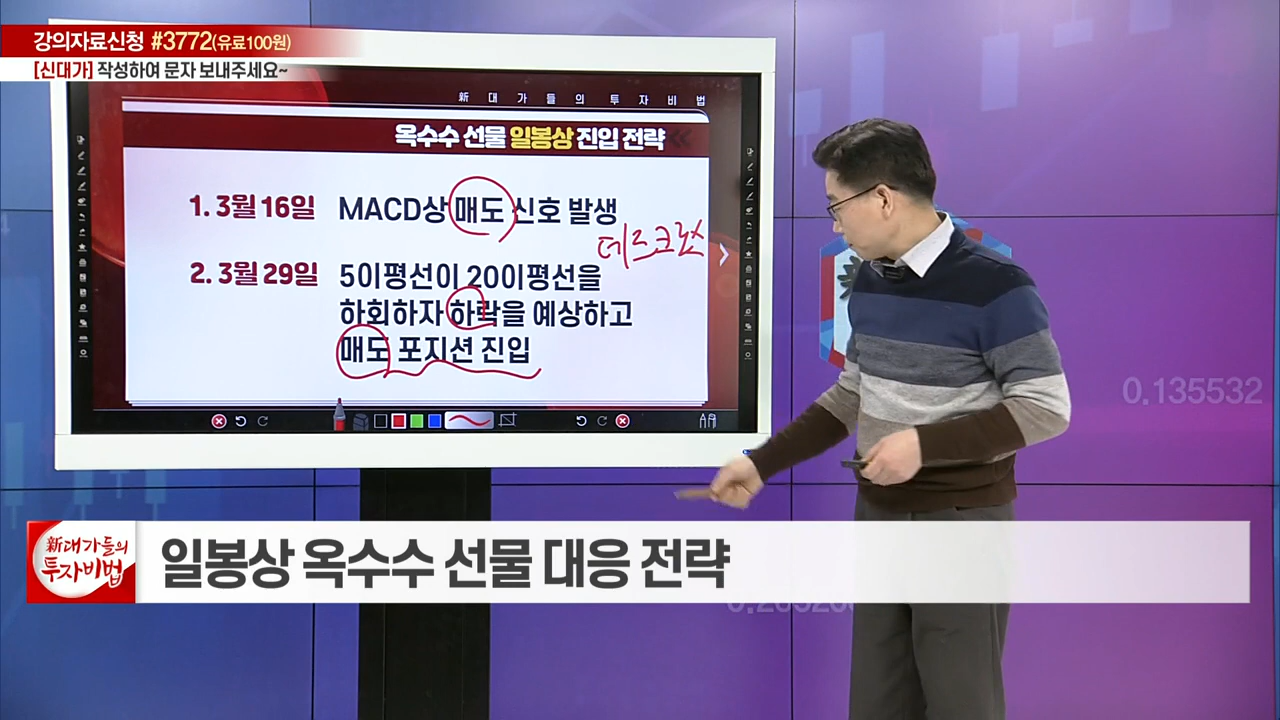 강의자료신청 #3772(유료100원)
[신대가] 작성하여 문자 보내주세요~
新대가들의 투자비법
옥수수 선물 일봉상 진입 전략
1. 3월 16일 MACD상 매도 신호 발생
데드크로스
2. 3월 29일 5이평선이 20이평선을
하회하자 하락을 예상하고
매도 포지션 진입
0.135532
新대가들의
투자비법
일봉상 옥수수 선물 대응 전략